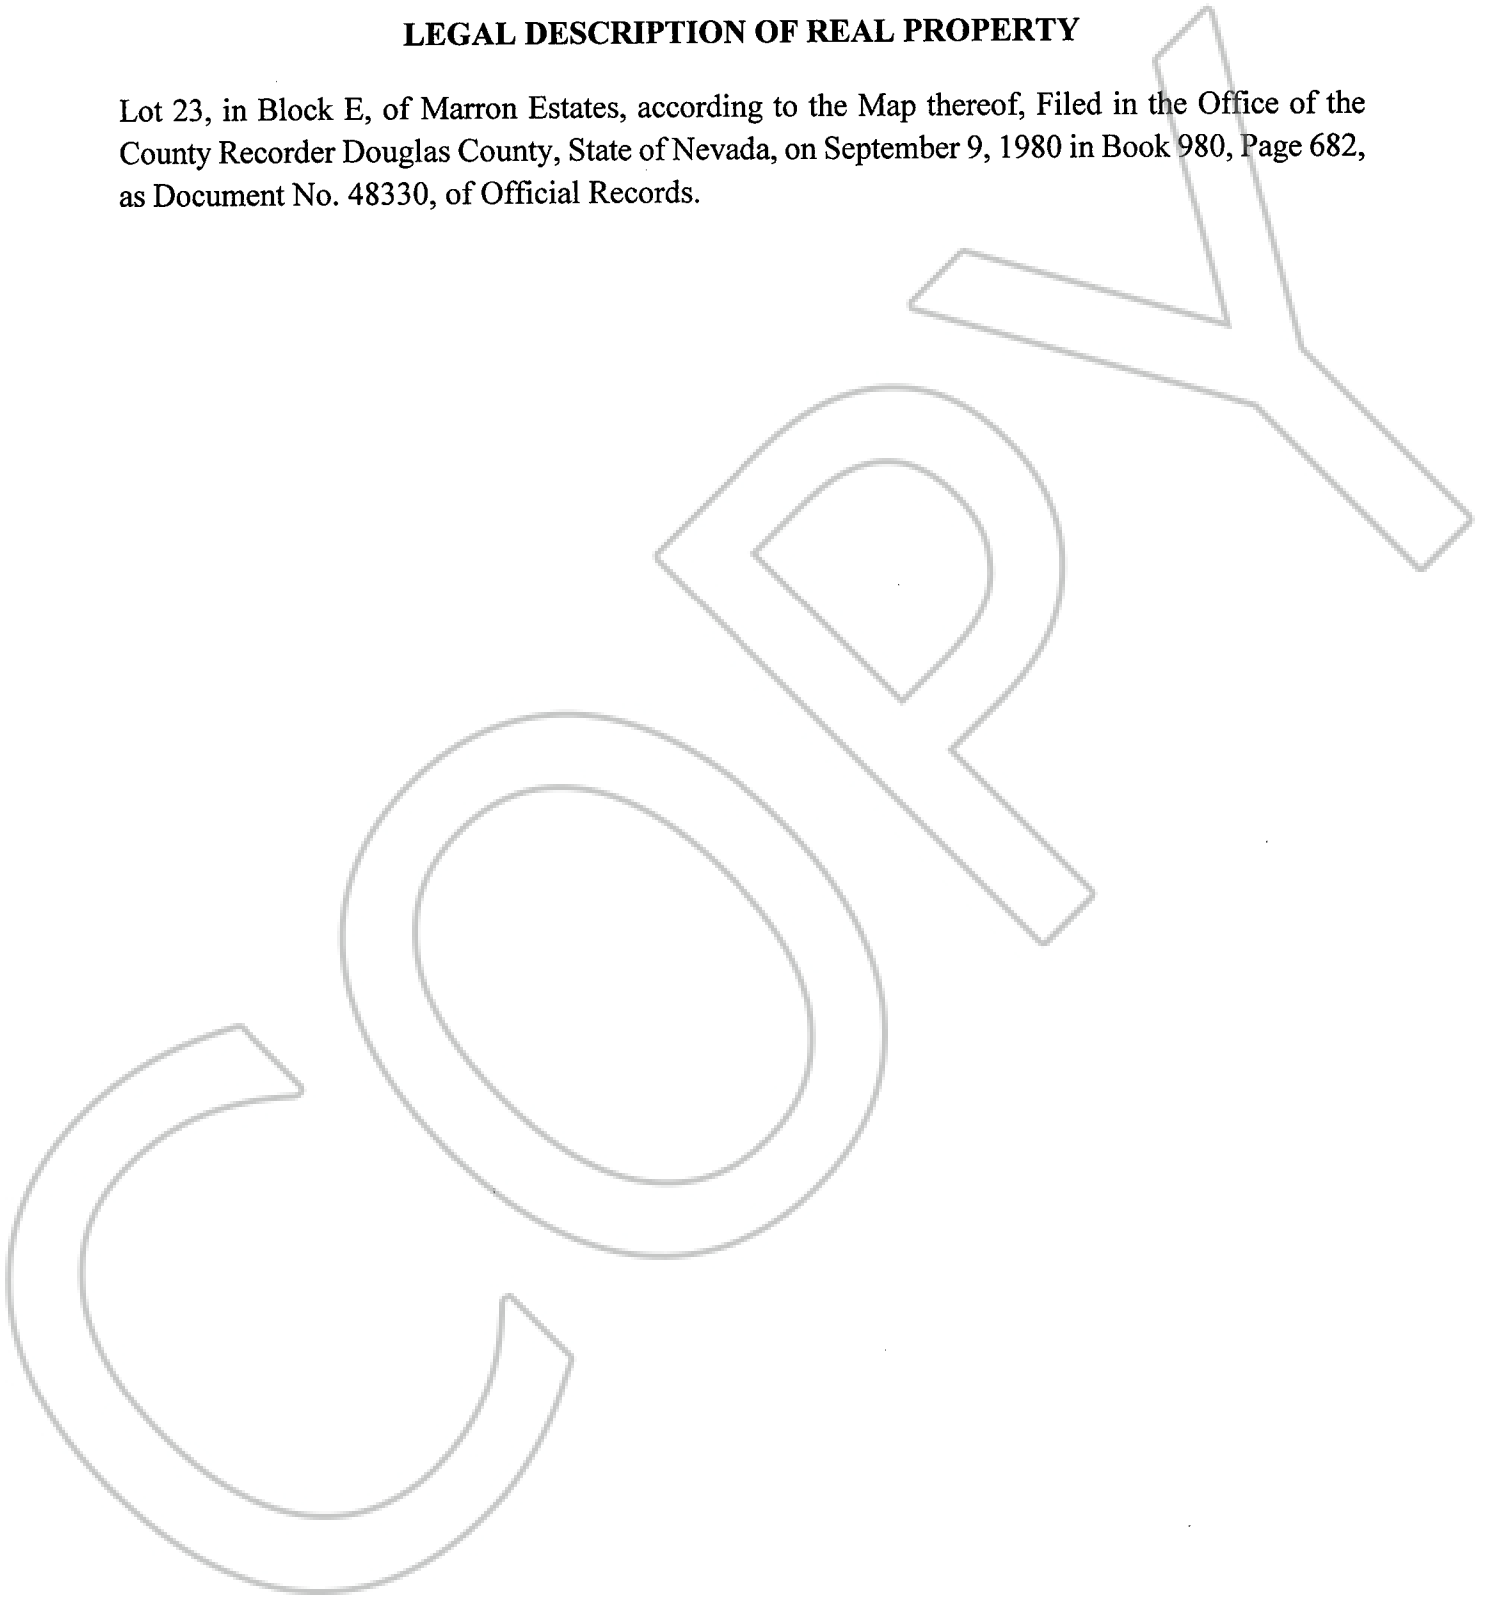 LEGAL DESCRIPTION OF REAL PROPERTY
Lot 23, in Block E, of Marron Estates, according to the Map thereof, Filed in the Office of the
County Recorder Douglas County, State of Nevada, on September 9, 1980 in Book 980, Page 682,
as Document No. 48330, of Official Records.
COPY